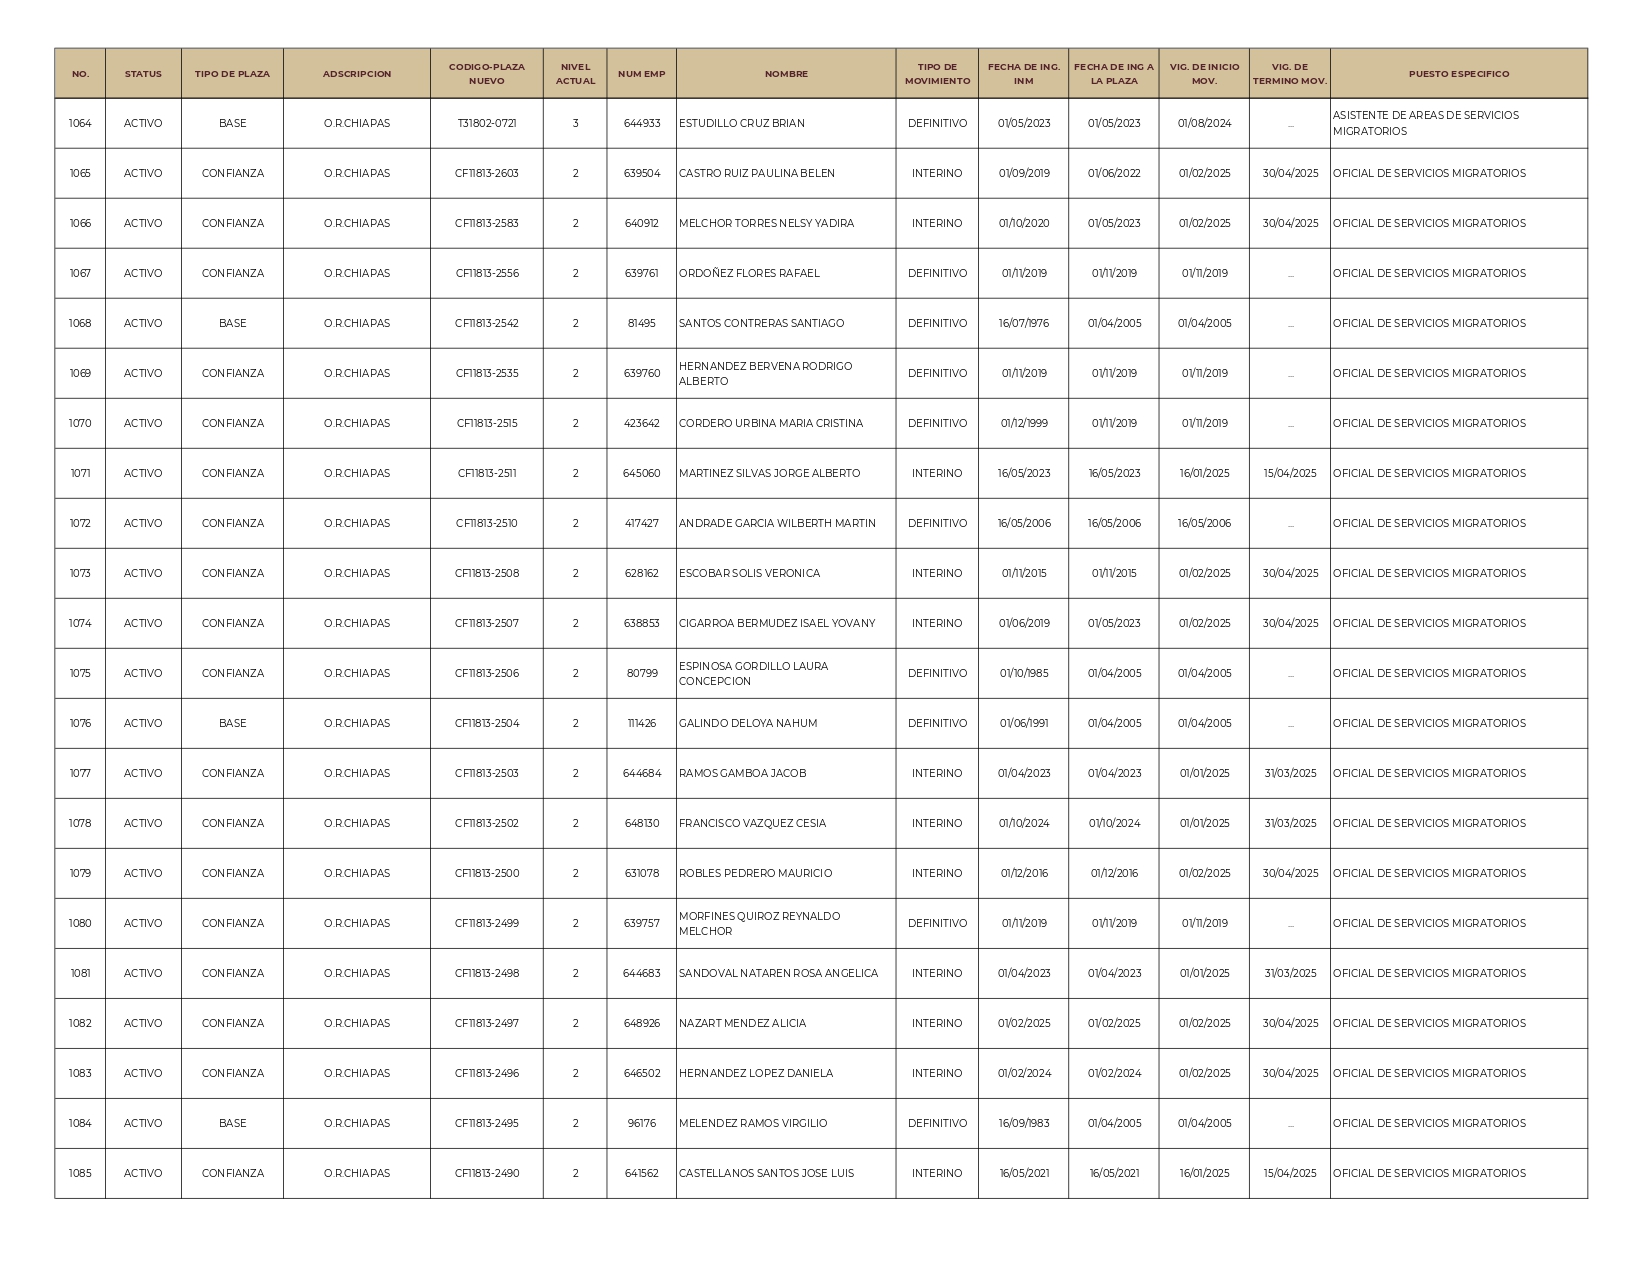 NO. STATUS TIPO DE PLAZA ADSCRIPCION CODIGO-PLAZA NUEVO NIVEL ACTUAL NUM EMP NOMBRE TIPO DE MOVIMIENTO FECHA DE ING. INM FECHA DE ING A LA PLAZA VIG. DE INICIO MOV. VIG. DE TERMINO MOV. PUESTO ESPECIFICO
1064 ACTIVO BASE O.R.CHIAPAS T31802-0721 3 644933 ESTUDILLO CRUZ BRIAN DEFINITIVO 01/05/2023 01/05/2023 01/08/2024 ... ASISTENTE DE AREAS DE SERVICIOS MIGRATORIOS
1065 ACTIVO CONFIANZA O.R.CHIAPAS CF11813-2603 2 639504 CASTRO RUIZ PAULINA BELEN INTERINO 01/09/2019 01/06/2022 01/02/2025 30/04/2025 OFICIAL DE SERVICIOS MIGRATORIOS
1066 ACTIVO CONFIANZA O.R.CHIAPAS CF11813-2583 2 640912 MELCHOR TORRES NELSY YADIRA INTERINO 01/10/2020 01/05/2023 01/02/2025 30/04/2025 OFICIAL DE SERVICIOS MIGRATORIOS
1067 ACTIVO CONFIANZA O.R.CHIAPAS CF11813-2556 2 639761 ORDOÑEZ FLORES RAFAEL DEFINITIVO 01/11/2019 01/11/2019 01/11/2019 ... OFICIAL DE SERVICIOS MIGRATORIOS
1068 ACTIVO BASE O.R.CHIAPAS CF11813-2542 2 81495 SANTOS CONTRERAS SANTIAGO DEFINITIVO 16/07/1976 01/04/2005 01/04/2005 ... OFICIAL DE SERVICIOS MIGRATORIOS
1069 ACTIVO CONFIANZA O.R.CHIAPAS CF11813-2535 2 639760 HERNANDEZ BERVENA RODRIGO ALBERTO DEFINITIVO 01/11/2019 01/11/2019 01/11/2019 ... OFICIAL DE SERVICIOS MIGRATORIOS
1070 ACTIVO CONFIANZA O.R.CHIAPAS CF11813-2515 2 423642 CORDERO URBINA MARIA CRISTINA DEFINITIVO 01/12/1999 01/11/2019 01/11/2019 ... OFICIAL DE SERVICIOS MIGRATORIOS
1071 ACTIVO CONFIANZA O.R.CHIAPAS CF11813-2511 2 645060 MARTINEZ SILVAS JORGE ALBERTO INTERINO 16/05/2023 16/05/2023 16/01/2025 15/04/2025 OFICIAL DE SERVICIOS MIGRATORIOS
1072 ACTIVO CONFIANZA O.R.CHIAPAS CF11813-2510 2 417427 ANDRADE GARCIA WILBERTH MARTIN DEFINITIVO 16/05/2006 16/05/2006 16/05/2006 ... OFICIAL DE SERVICIOS MIGRATORIOS
1073 ACTIVO CONFIANZA O.R.CHIAPAS CF11813-2508 2 628162 ESCOBAR SOLIS VERONICA INTERINO 01/11/2015 01/11/2015 01/02/2025 30/04/2025 OFICIAL DE SERVICIOS MIGRATORIOS
1074 ACTIVO CONFIANZA O.R.CHIAPAS CF11813-2507 2 638853 CIGARROA BERMUDEZ ISAEL YOVANY INTERINO 01/06/2019 01/05/2023 01/02/2025 30/04/2025 OFICIAL DE SERVICIOS MIGRATORIOS
1075 ACTIVO CONFIANZA O.R.CHIAPAS CF11813-2506 2 80799 ESPINOSA GORDILLO LAURA CONCEPCION DEFINITIVO 01/10/1985 01/04/2005 01/04/2005 ... OFICIAL DE SERVICIOS MIGRATORIOS
1076 ACTIVO BASE O.R.CHIAPAS CF11813-2504 2 111426 GALINDO DELOYA NAHUM DEFINITIVO 01/06/1991 01/04/2005 01/04/2005 ... OFICIAL DE SERVICIOS MIGRATORIOS
1077 ACTIVO CONFIANZA O.R.CHIAPAS CF11813-2503 2 644684 RAMOS GAMBOA JACOB INTERINO 01/04/2023 01/04/2023 01/01/2025 31/03/2025 OFICIAL DE SERVICIOS MIGRATORIOS
1078 ACTIVO CONFIANZA O.R.CHIAPAS CF11813-2502 2 648130 FRANCISCO VAZQUEZ CESIA INTERINO 01/10/2024 01/10/2024 01/01/2025 31/03/2025 OFICIAL DE SERVICIOS MIGRATORIOS
1079 ACTIVO CONFIANZA O.R.CHIAPAS CF11813-2500 2 631078 ROBLES PEDRERO MAURICIO INTERINO 01/12/2016 01/12/2016 01/02/2025 30/04/2025 OFICIAL DE SERVICIOS MIGRATORIOS
1080 ACTIVO CONFIANZA O.R.CHIAPAS CF11813-2499 2 639757 MORFINES QUIROZ REYNALDO MELCHOR DEFINITIVO 01/11/2019 01/11/2019 01/11/2019 ... OFICIAL DE SERVICIOS MIGRATORIOS
1081 ACTIVO CONFIANZA O.R.CHIAPAS CF11813-2498 2 644683 SANDOVAL NATAREN ROSA ANGELICA INTERINO 01/04/2023 01/04/2023 01/01/2025 31/03/2025 OFICIAL DE SERVICIOS MIGRATORIOS
1082 ACTIVO CONFIANZA O.R.CHIAPAS CF11813-2497 2 648926 NAZART MENDEZ ALICIA INTERINO 01/02/2025 01/02/2025 01/02/2025 30/04/2025 OFICIAL DE SERVICIOS MIGRATORIOS
1083 ACTIVO CONFIANZA O.R.CHIAPAS CF11813-2496 2 646502 HERNANDEZ LOPEZ DANIELA INTERINO 01/02/2024 01/02/2024 01/02/2025 30/04/2025 OFICIAL DE SERVICIOS MIGRATORIOS
1084 ACTIVO BASE O.R.CHIAPAS CF11813-2495 2 96176 MELENDEZ RAMOS VIRGILIO DEFINITIVO 16/09/1983 01/04/2005 01/04/2005 ... OFICIAL DE SERVICIOS MIGRATORIOS
1085 ACTIVO CONFIANZA O.R.CHIAPAS CF11813-2490 2 641562 CASTELLANOS SANTOS JOSE LUIS INTERINO 16/05/2021 16/05/2021 16/01/2025 15/04/2025 OFICIAL DE SERVICIOS MIGRATORIOS